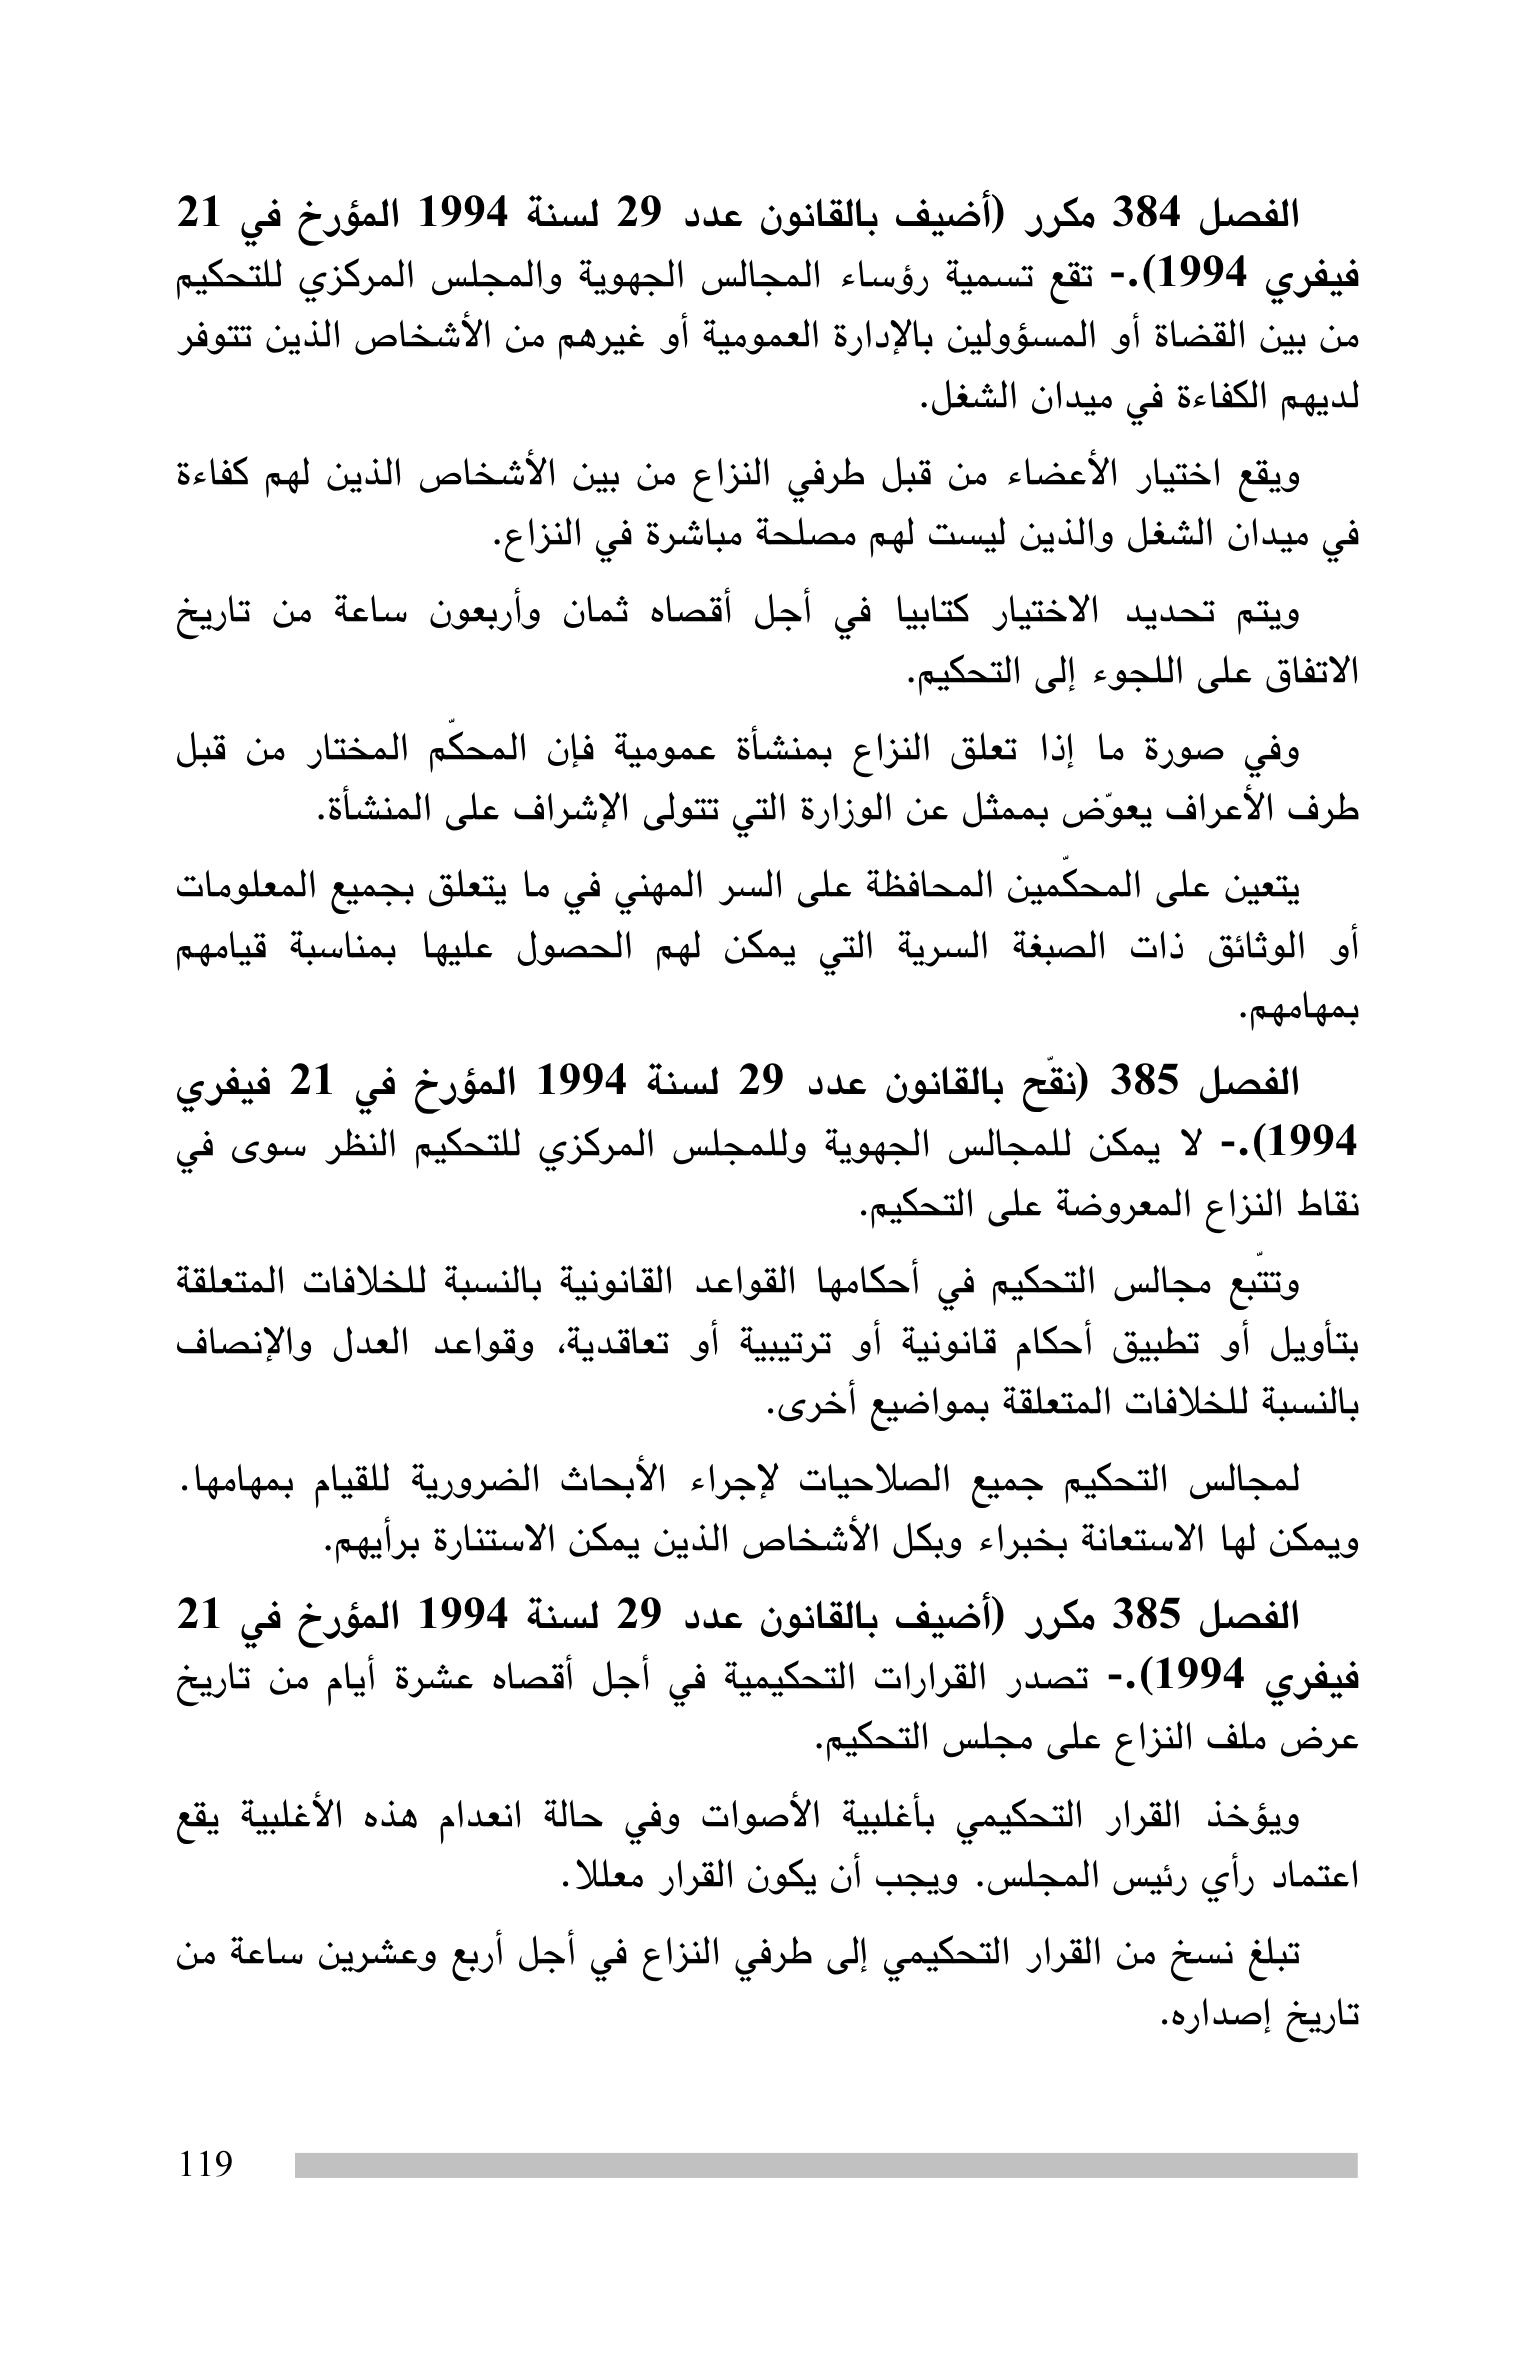 الفصل 384 مكرر (أضيف بالقانون عدد 29 لسنة 1994 المؤرخ في 21
فيفري 1994).- تقع تسمية رؤساء المجالس الجهوية والمجلس المركزي للتحكيم
من بين القضاة أو المسؤولين بالإدارة العمومية أو غيرهم من الأشخاص الذين تتوفر
لديهم الكفاءة في ميدان الشغل.
ويقع اختيار الأعضاء من قبل طرفي النزاع من بين الأشخاص الذين لهم كفاءة
في ميدان الشغل والذين ليست لهم مصلحة مباشرة في النزاع.
ويتم تحديد الاختيار كتابيا في أجل أقصاه ثمان وأربعون ساعة من تاريخ
الاتفاق على اللجوء إلى التحكيم.
وفي صورة ما إذا تعلق النزاع بمنشأة عمومية فإن المحكّم المختار من قبل
طرف الأعراف يعوّض بممثل عن الوزارة التي تتولى الإشراف على المنشأة.
يتعين على المحكّمين المحافظة على السر المهني في ما يتعلق بجميع المعلومات
أو الوثائق ذات الصبغة السرية التي يمكن لهم الحصول عليها بمناسبة قيامهم
بمهامهم.
الفصل 385 (نقّح بالقانون عدد 29 لسنة 1994 المؤرخ في 21 فيفري
1994).- لا يمكن للمجالس الجهوية وللمجلس المركزي للتحكيم النظر سوى في
نقاط النزاع المعروضة على التحكيم.
وتتّبع مجالس التحكيم في أحكامها القواعد القانونية بالنسبة للخلافات المتعلقة
بتأويل أو تطبيق أحكام قانونية أو ترتيبية أو تعاقدية، وقواعد العدل والإنصاف
بالنسبة للخلافات المتعلقة بمواضيع أخرى.
لمجالس التحكيم جميع الصلاحيات لإجراء الأبحاث الضرورية للقيام بمهامها.
ويمكن لها الاستعانة بخبراء وبكل الأشخاص الذين يمكن الاستنارة برأيهم.
الفصل 385 مكرر (أضيف بالقانون عدد 29 لسنة 1994 المؤرخ في 21
فيفري 1994).- تصدر القرارات التحكيمية في أجل أقصاه عشرة أيام من تاريخ
عرض ملف النزاع على مجلس التحكيم.
ويؤخذ القرار التحكيمي بأغلبية الأصوات وفي حالة انعدام هذه الأغلبية يقع
اعتماد رأي رئيس المجلس. ويجب أن يكون القرار معللا.
تبلغ نسخ من القرار التحكيمي إلى طرفي النزاع في أجل أربع وعشرين ساعة من
تاريخ إصداره.
119